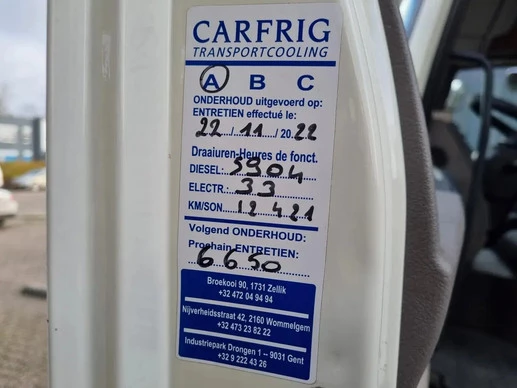 CARFRIG
TRANSPORTCOOLING
A B C
ONDERHOUD uitgevoerd op:
ENTRETIEN effectué le:
22/11/2022
Draaiuren-Heures de fonct.
DIESEL: 5904
ELECTR.: 33
KM/SON 12421
Volgend ONDERHOUD:
Prochain ENTRETIEN:
6650
Broekooi 90, 1731 Zellik
+32 472 04 94 94
Nijverheidsstraat 42, 2160 Wommelgem
+32 473 23 82 22
Industriepark Drongen 1 – 9031 Gent
+32 9 222 43 26